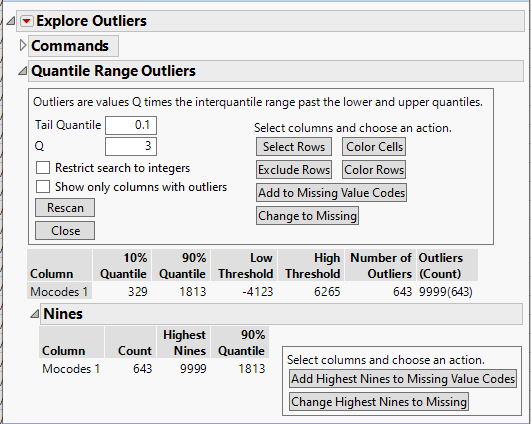 Explore Outliers
Commands
Quantile Range Outliers
Outliers are values Q times the interquantile range past the lower and upper quantiles.
Tail Quantile 0.1
Q 3
Restrict search to integers
Show only columns with outliers
Rescan
Close
Select columns and choose an action.
Select Rows Color Cells
Exclude Rows Color Rows
Add to Missing Value Codes
Change to Missing
10% 90% Low High Number of Outliers
Column Quantile Quantile Threshold Threshold Outliers (Count)
Mocodes 1 329 1813 -4123 6265 643 9999(643)
Nines
Highest 90%
Column Count Nines Quantile
Mocodes 1 643 9999 1813
Select columns and choose an action.
Add Highest Nines to Missing Value Codes
Change Highest Nines to Missing